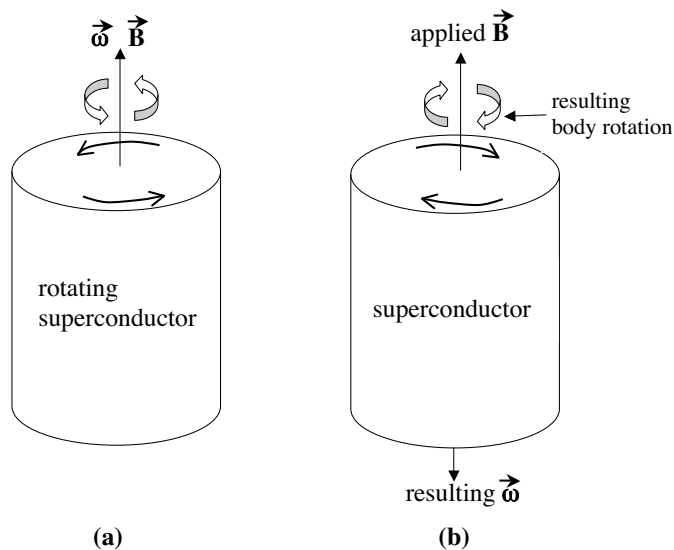 ω⃗ B⃗
rotating
superconductor
(a)
applied B⃗
resulting
body rotation
superconductor
resulting ω⃗
(b)